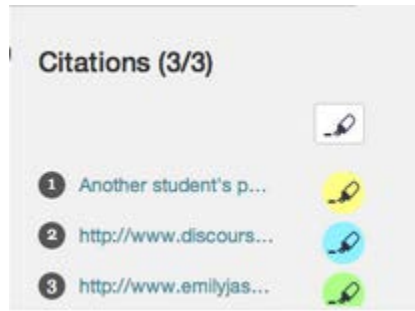 Citations (3/3)
1 Another student's p...
2 http://www.discours...
3 http://www.emilyjas...